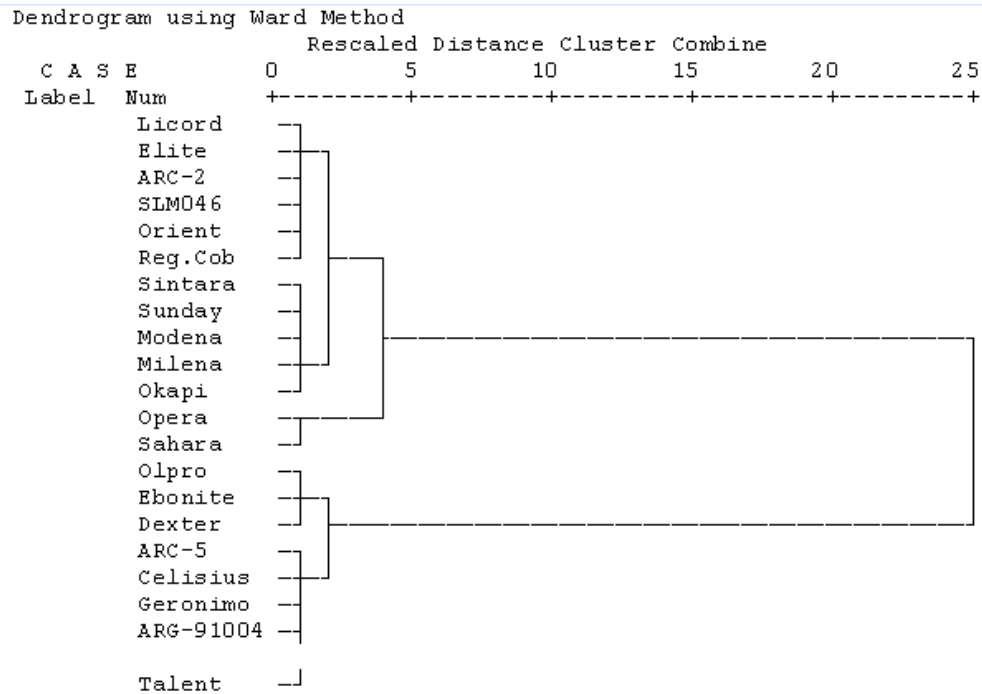 Dendrogram using Ward Method
Rescaled Distance Cluster Combine
C A S E 0 5 10 15 20 25
Label Num +---------+---------+---------+---------+---------+
Licord
Elite
ARC-2
SLM046
Orient
Reg.Cob
Sintara
Sunday
Modena
Milena
Okapi
Opera
Sahara
Olpro
Ebonite
Dexter
ARC-5
Celisius
Geronimo
ARG-91004
Talent